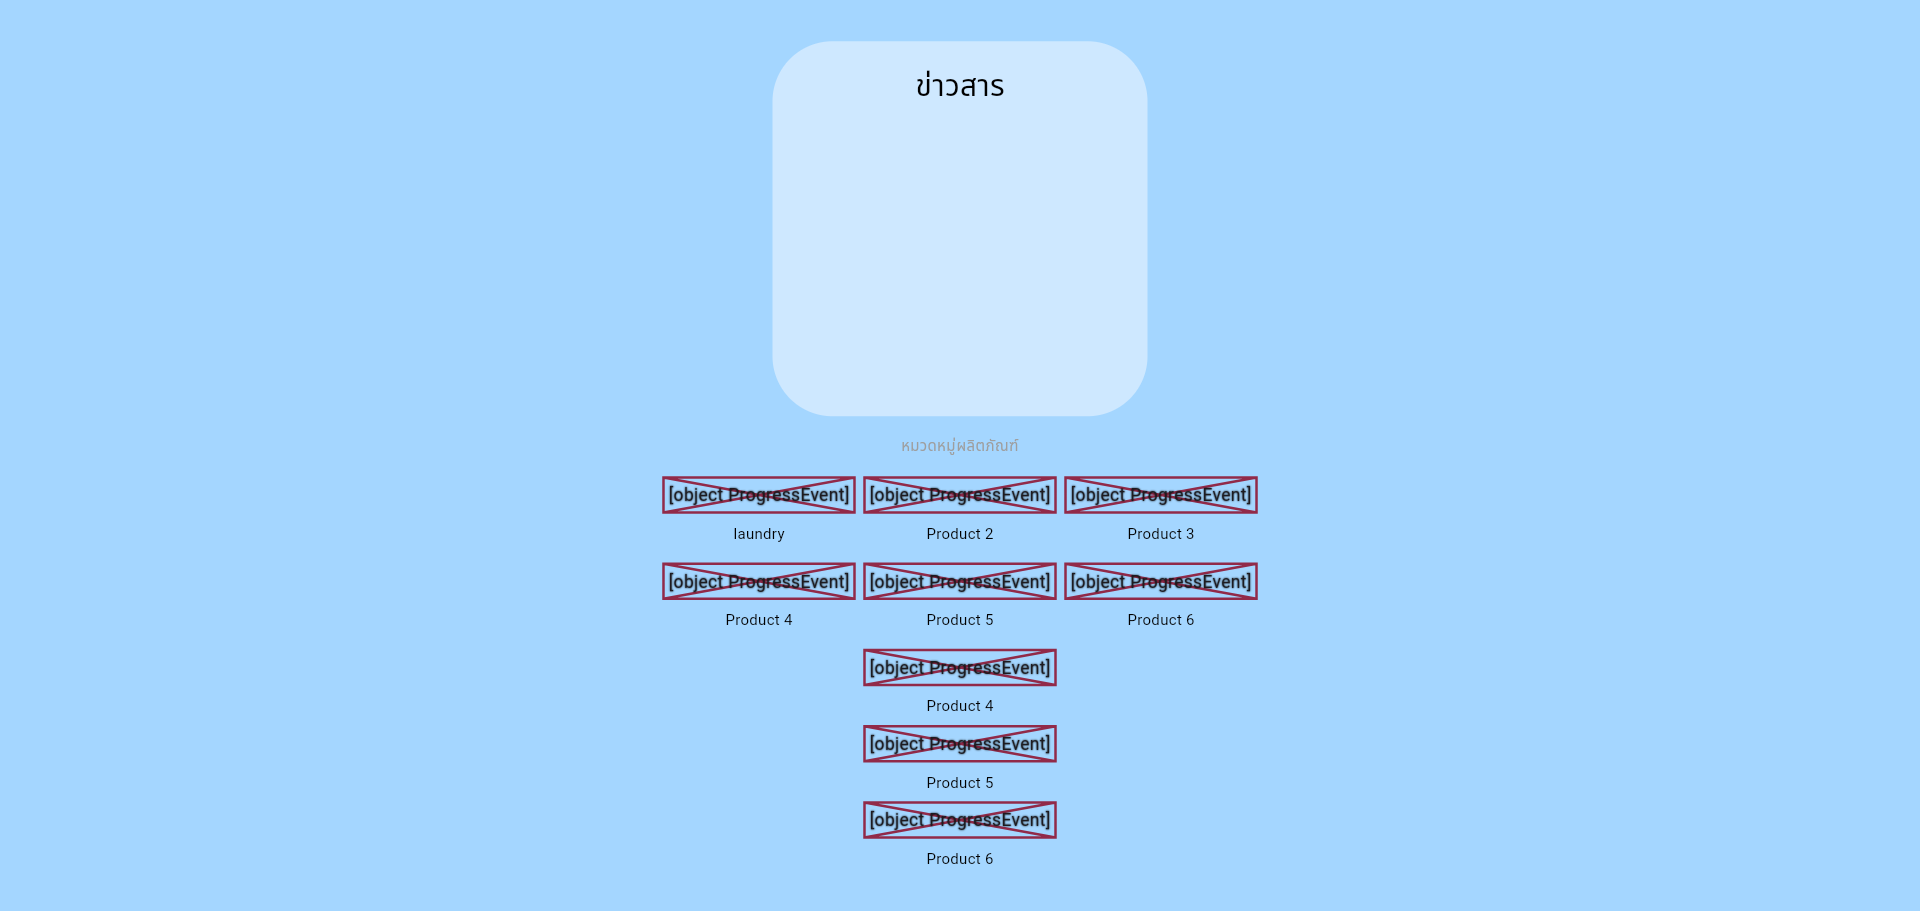 ข่าวสาร
หมวดหมู่ผลิตภัณฑ์
[object ProgressEvent] [object ProgressEvent] [object ProgressEvent]
laundry Product 2 Product 3
[object ProgressEvent] [object ProgressEvent] [object ProgressEvent]
Product 4 Product 5 Product 6
[object ProgressEvent]
Product 4
[object ProgressEvent]
Product 5
[object ProgressEvent]
Product 6